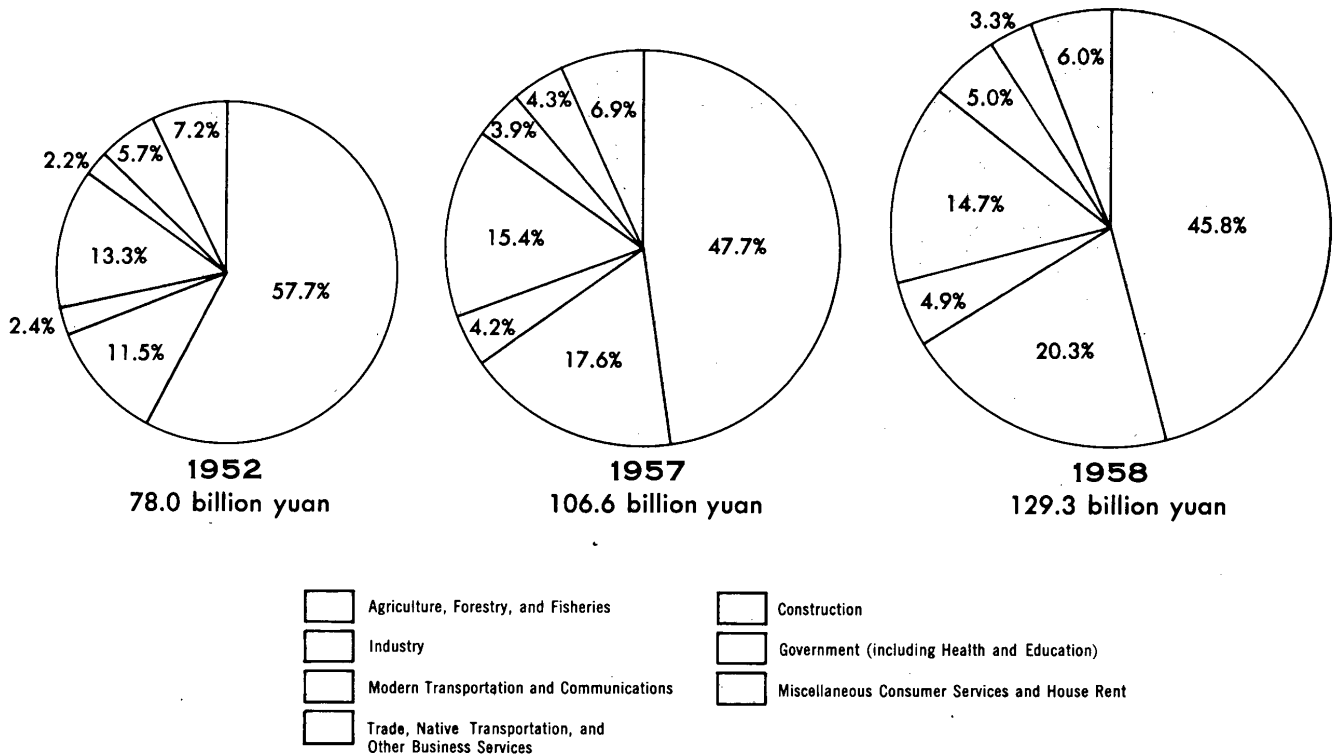 7.2%
5.7%
2.2%
13.3%
2.4%
11.5%
57.7%
1952
78.0 billion yuan
6.9%
4.3%
3.9%
15.4%
4.2%
17.6%
47.7%
1957
106.6 billion yuan
6.0%
3.3%
5.0%
14.7%
4.9%
20.3%
45.8%
1958
129.3 billion yuan
Agriculture, Forestry, and Fisheries
Industry
Modern Transportation and Communications
Trade, Native Transportation, and
Other Business Services
Construction
Government (including Health and Education)
Miscellaneous Consumer Services and House Rent